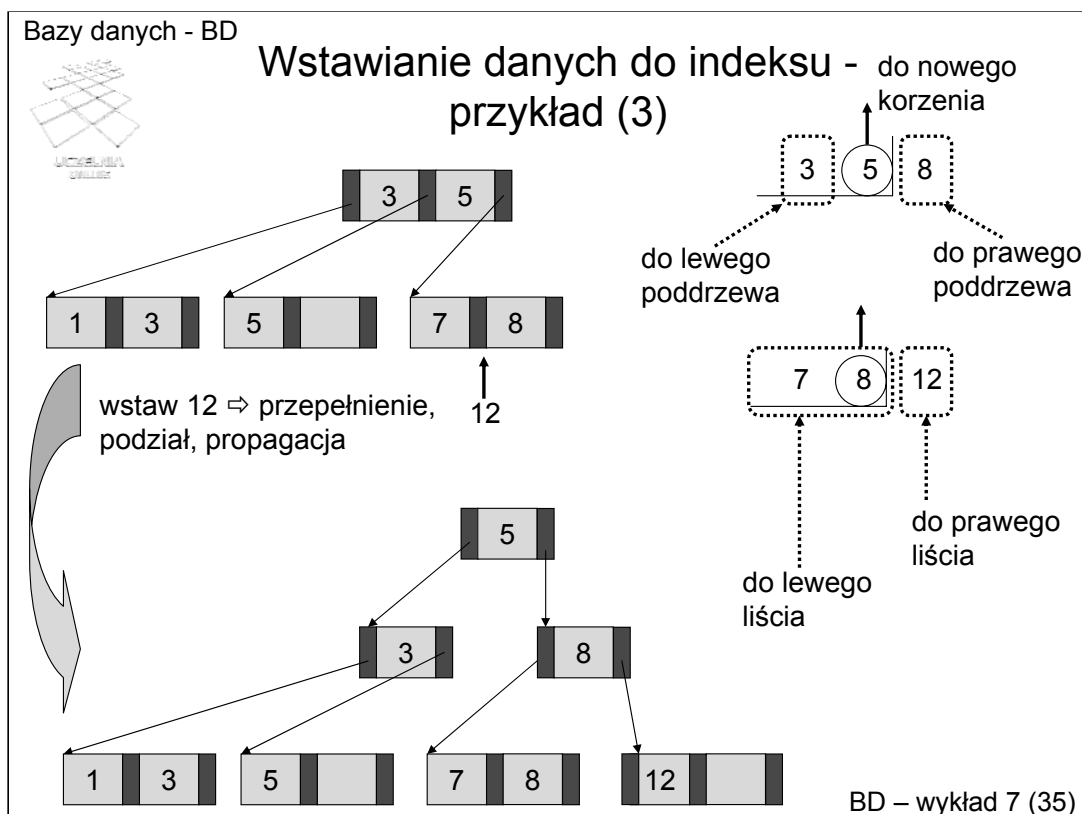 Bazy danych - BD
Wstawianie danych do indeksu -
przykład (3)
UCZELNIA
ONLINE
do nowego
korzenia
3 5 8
do lewego
poddrzewa
do prawego
poddrzewa
3 5
1 3 5 7 8
12
wstaw 12 ⇨ przepełnienie,
podział, propagacja
7 8 12
do prawego
liścia
do lewego
liścia
5
3 8
1 3 5 7 8 12
BD – wykład 7 (35)